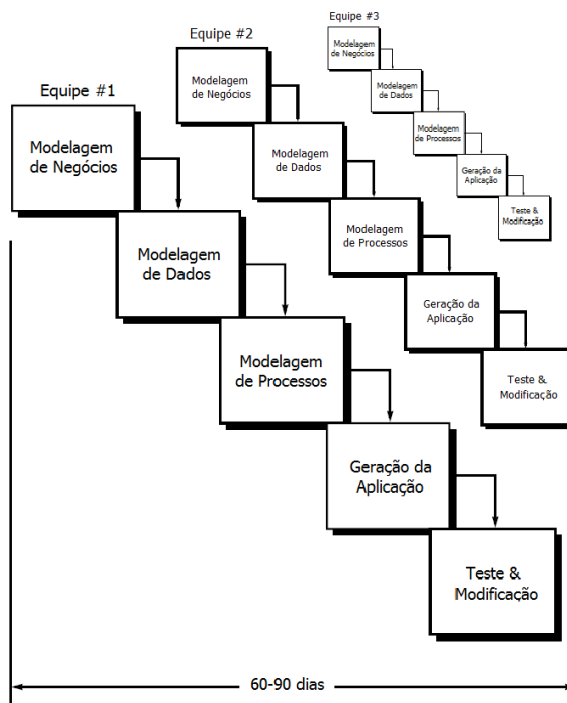 Equipe #1
Modelagem
de Negócios
Modelagem
de Dados
Modelagem
de Processos
Geração da
Aplicação
Teste &
Modificação
Equipe #2
Modelagem
de Negócios
Modelagem
de Dados
Modelagem
de Processos
Geração da
Aplicação
Teste &
Modificação
Equipe #3
Modelagem
de Negócios
Modelagem
de Dados
Modelagem
de Processos
Geração da
Aplicação
Teste &
Modificação
60-90 dias